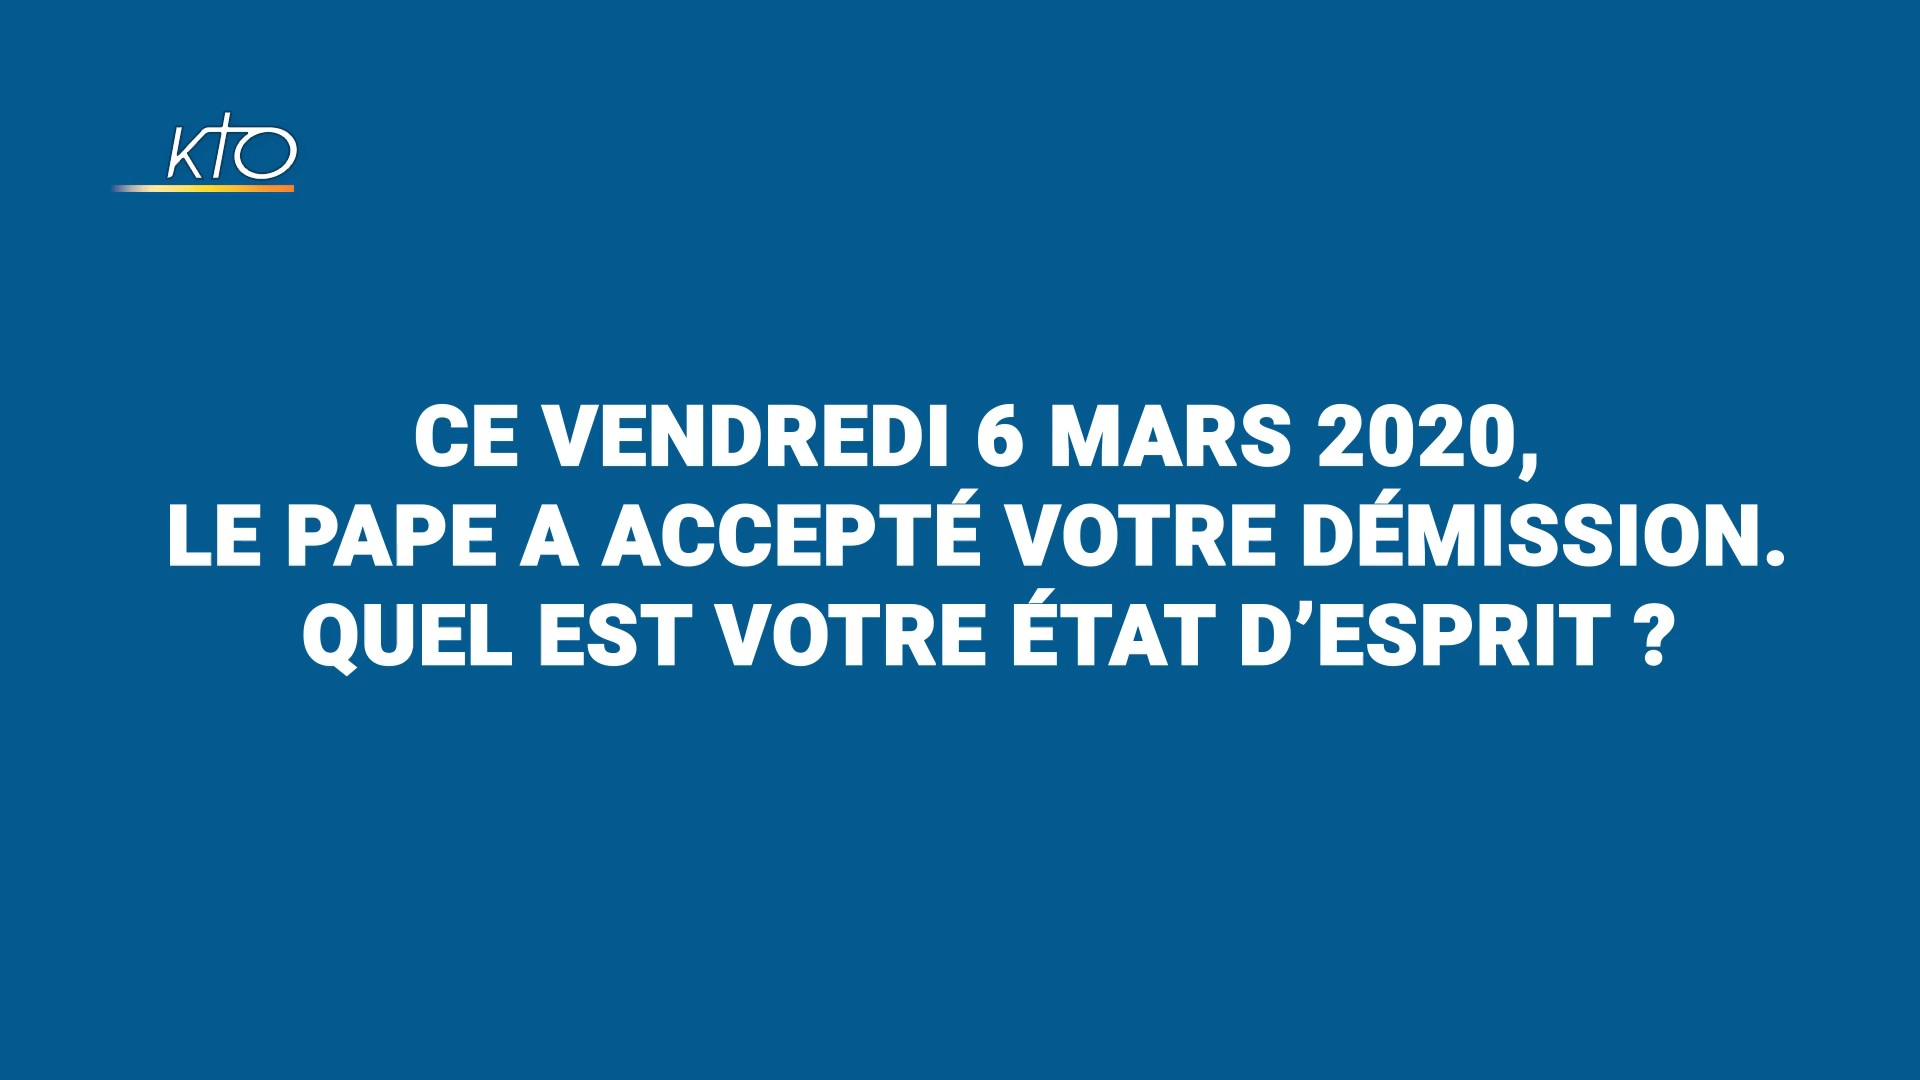 KTO
CE VENDREDI 6 MARS 2020,
LE PAPE A ACCEPTÉ VOTRE DÉMISSION.
QUEL EST VOTRE ÉTAT D’ESPRIT ?